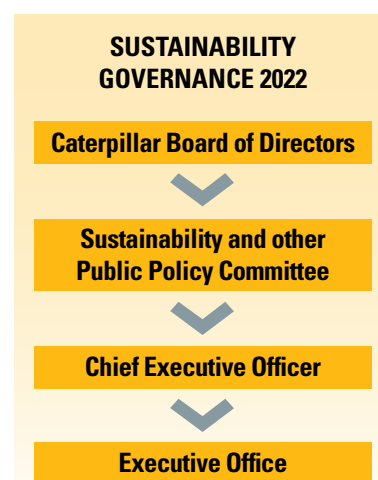 SUSTAINABILITY
GOVERNANCE 2022
Caterpillar Board of Directors
Sustainability and other
Public Policy Committee
Chief Executive Officer
Executive Office